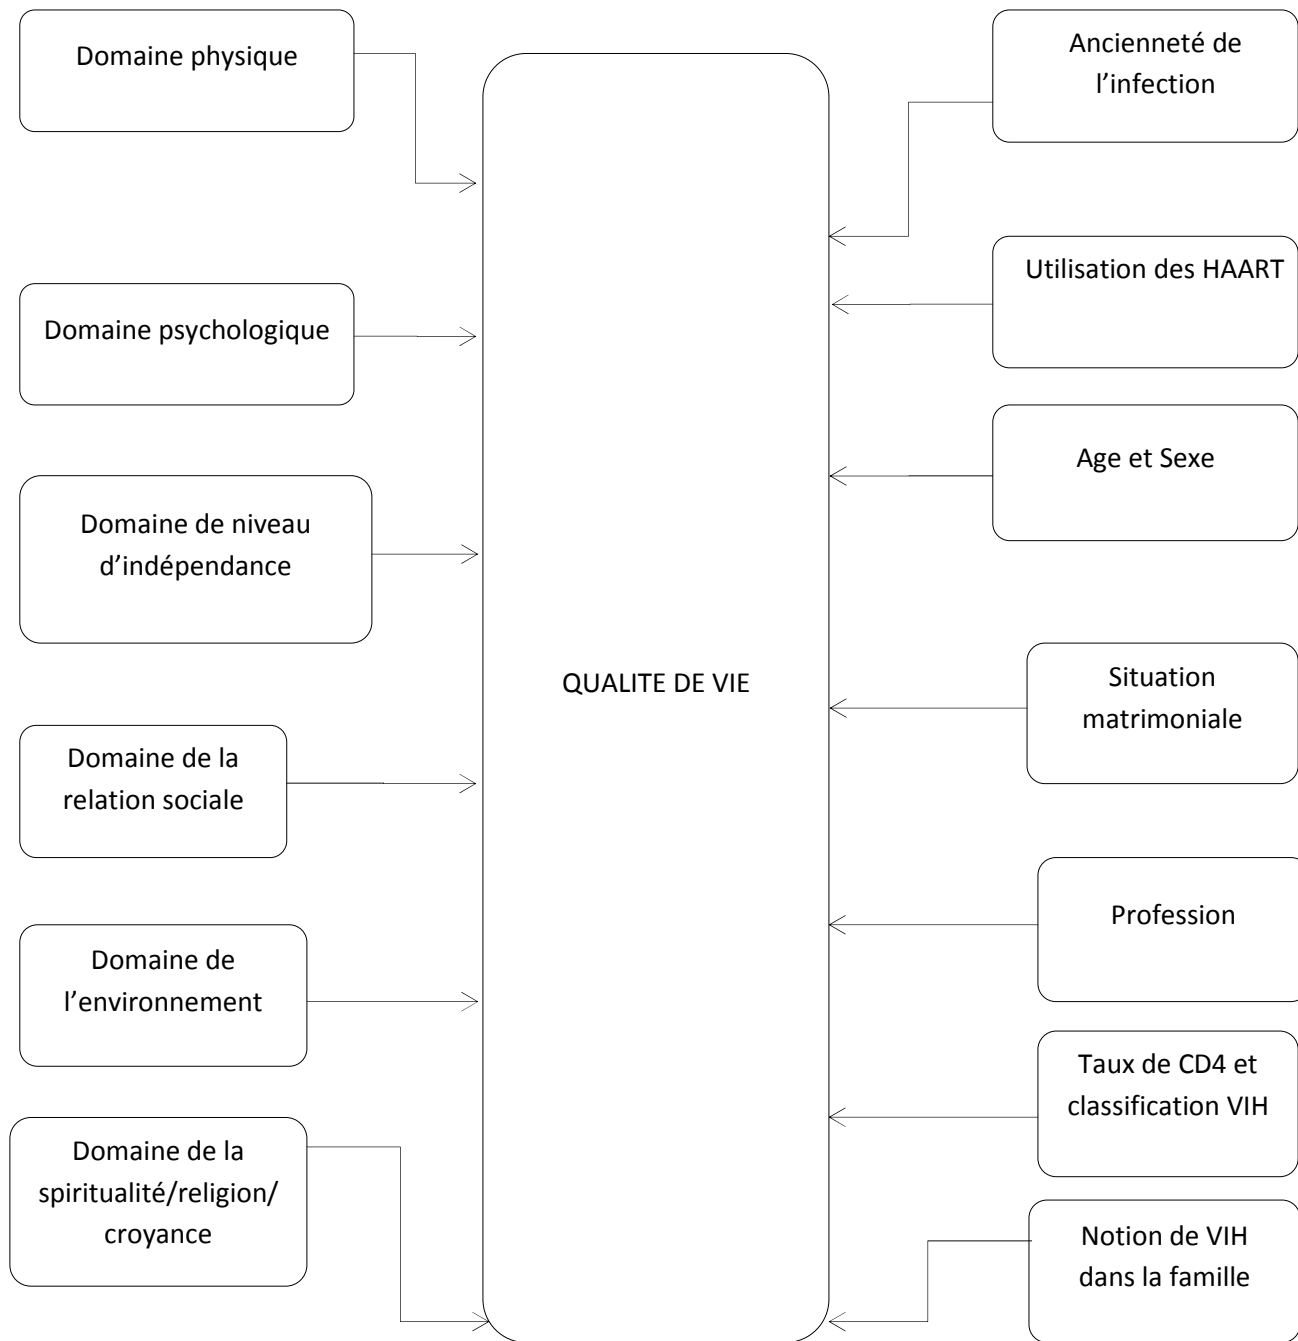 Domaine physique
Domaine psychologique
Domaine de niveau
d’indépendance
Domaine de la
relation sociale
Domaine de
l’environnement
Domaine de la
spiritualité/religion/
croyance
QUALITE DE VIE
Ancienneté de
l’infection
Utilisation des HAART
Age et Sexe
Situation
matrimoniale
Profession
Taux de CD4 et
classification VIH
Notion de VIH
dans la famille